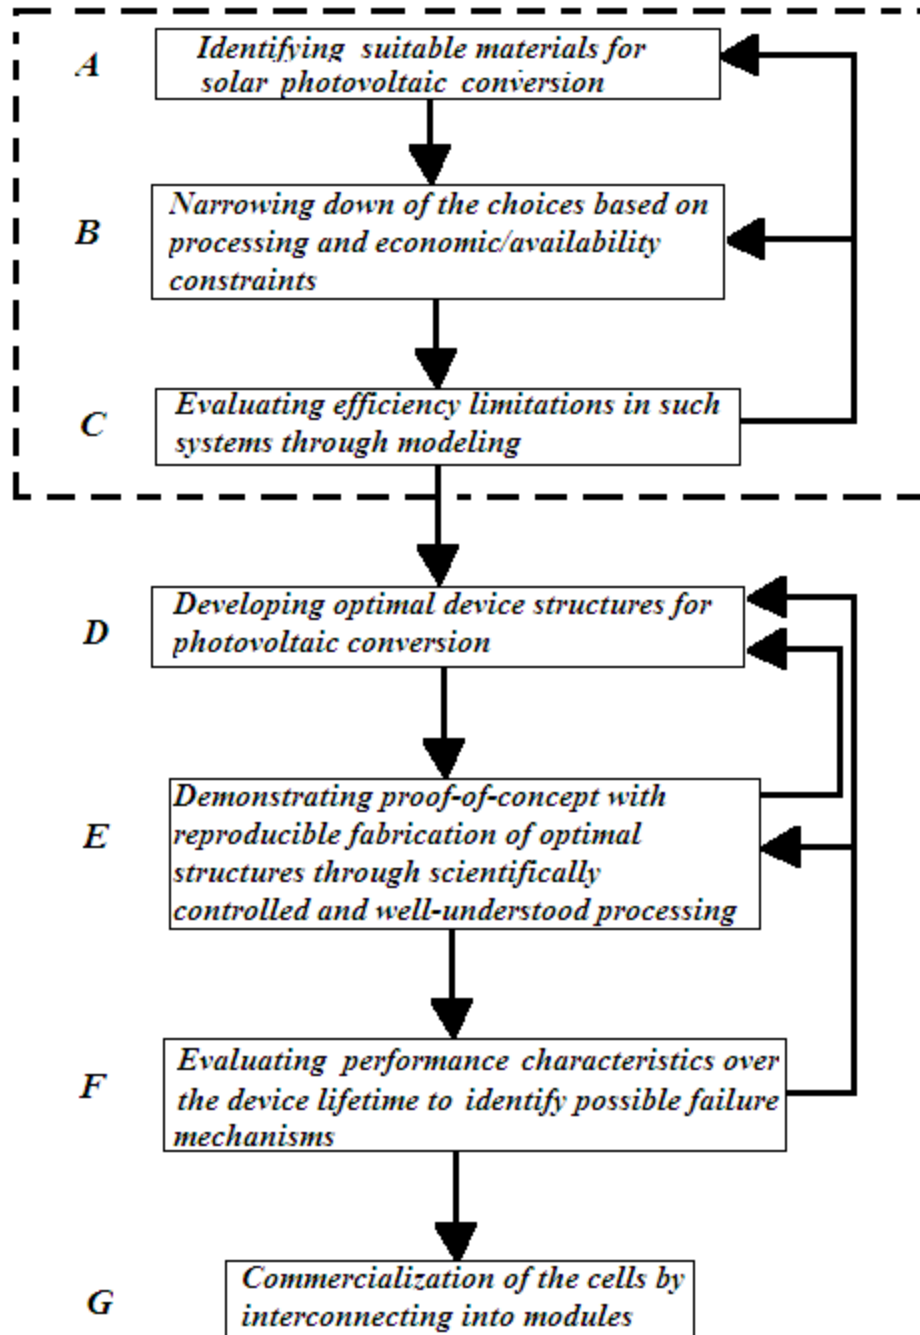 A
Identifying suitable materials for
solar photovoltaic conversion
B
Narrowing down of the choices based on
processing and economic/availability
constraints
C
Evaluating efficiency limitations in such
systems through modeling
D
Developing optimal device structures for
photovoltaic conversion
E
Demonstrating proof-of-concept with
reproducible fabrication of optimal
structures through scientifically
controlled and well-understood processing
F
Evaluating performance characteristics over
the device lifetime to identify possible failure
mechanisms
G
Commercialization of the cells by
interconnecting into modules